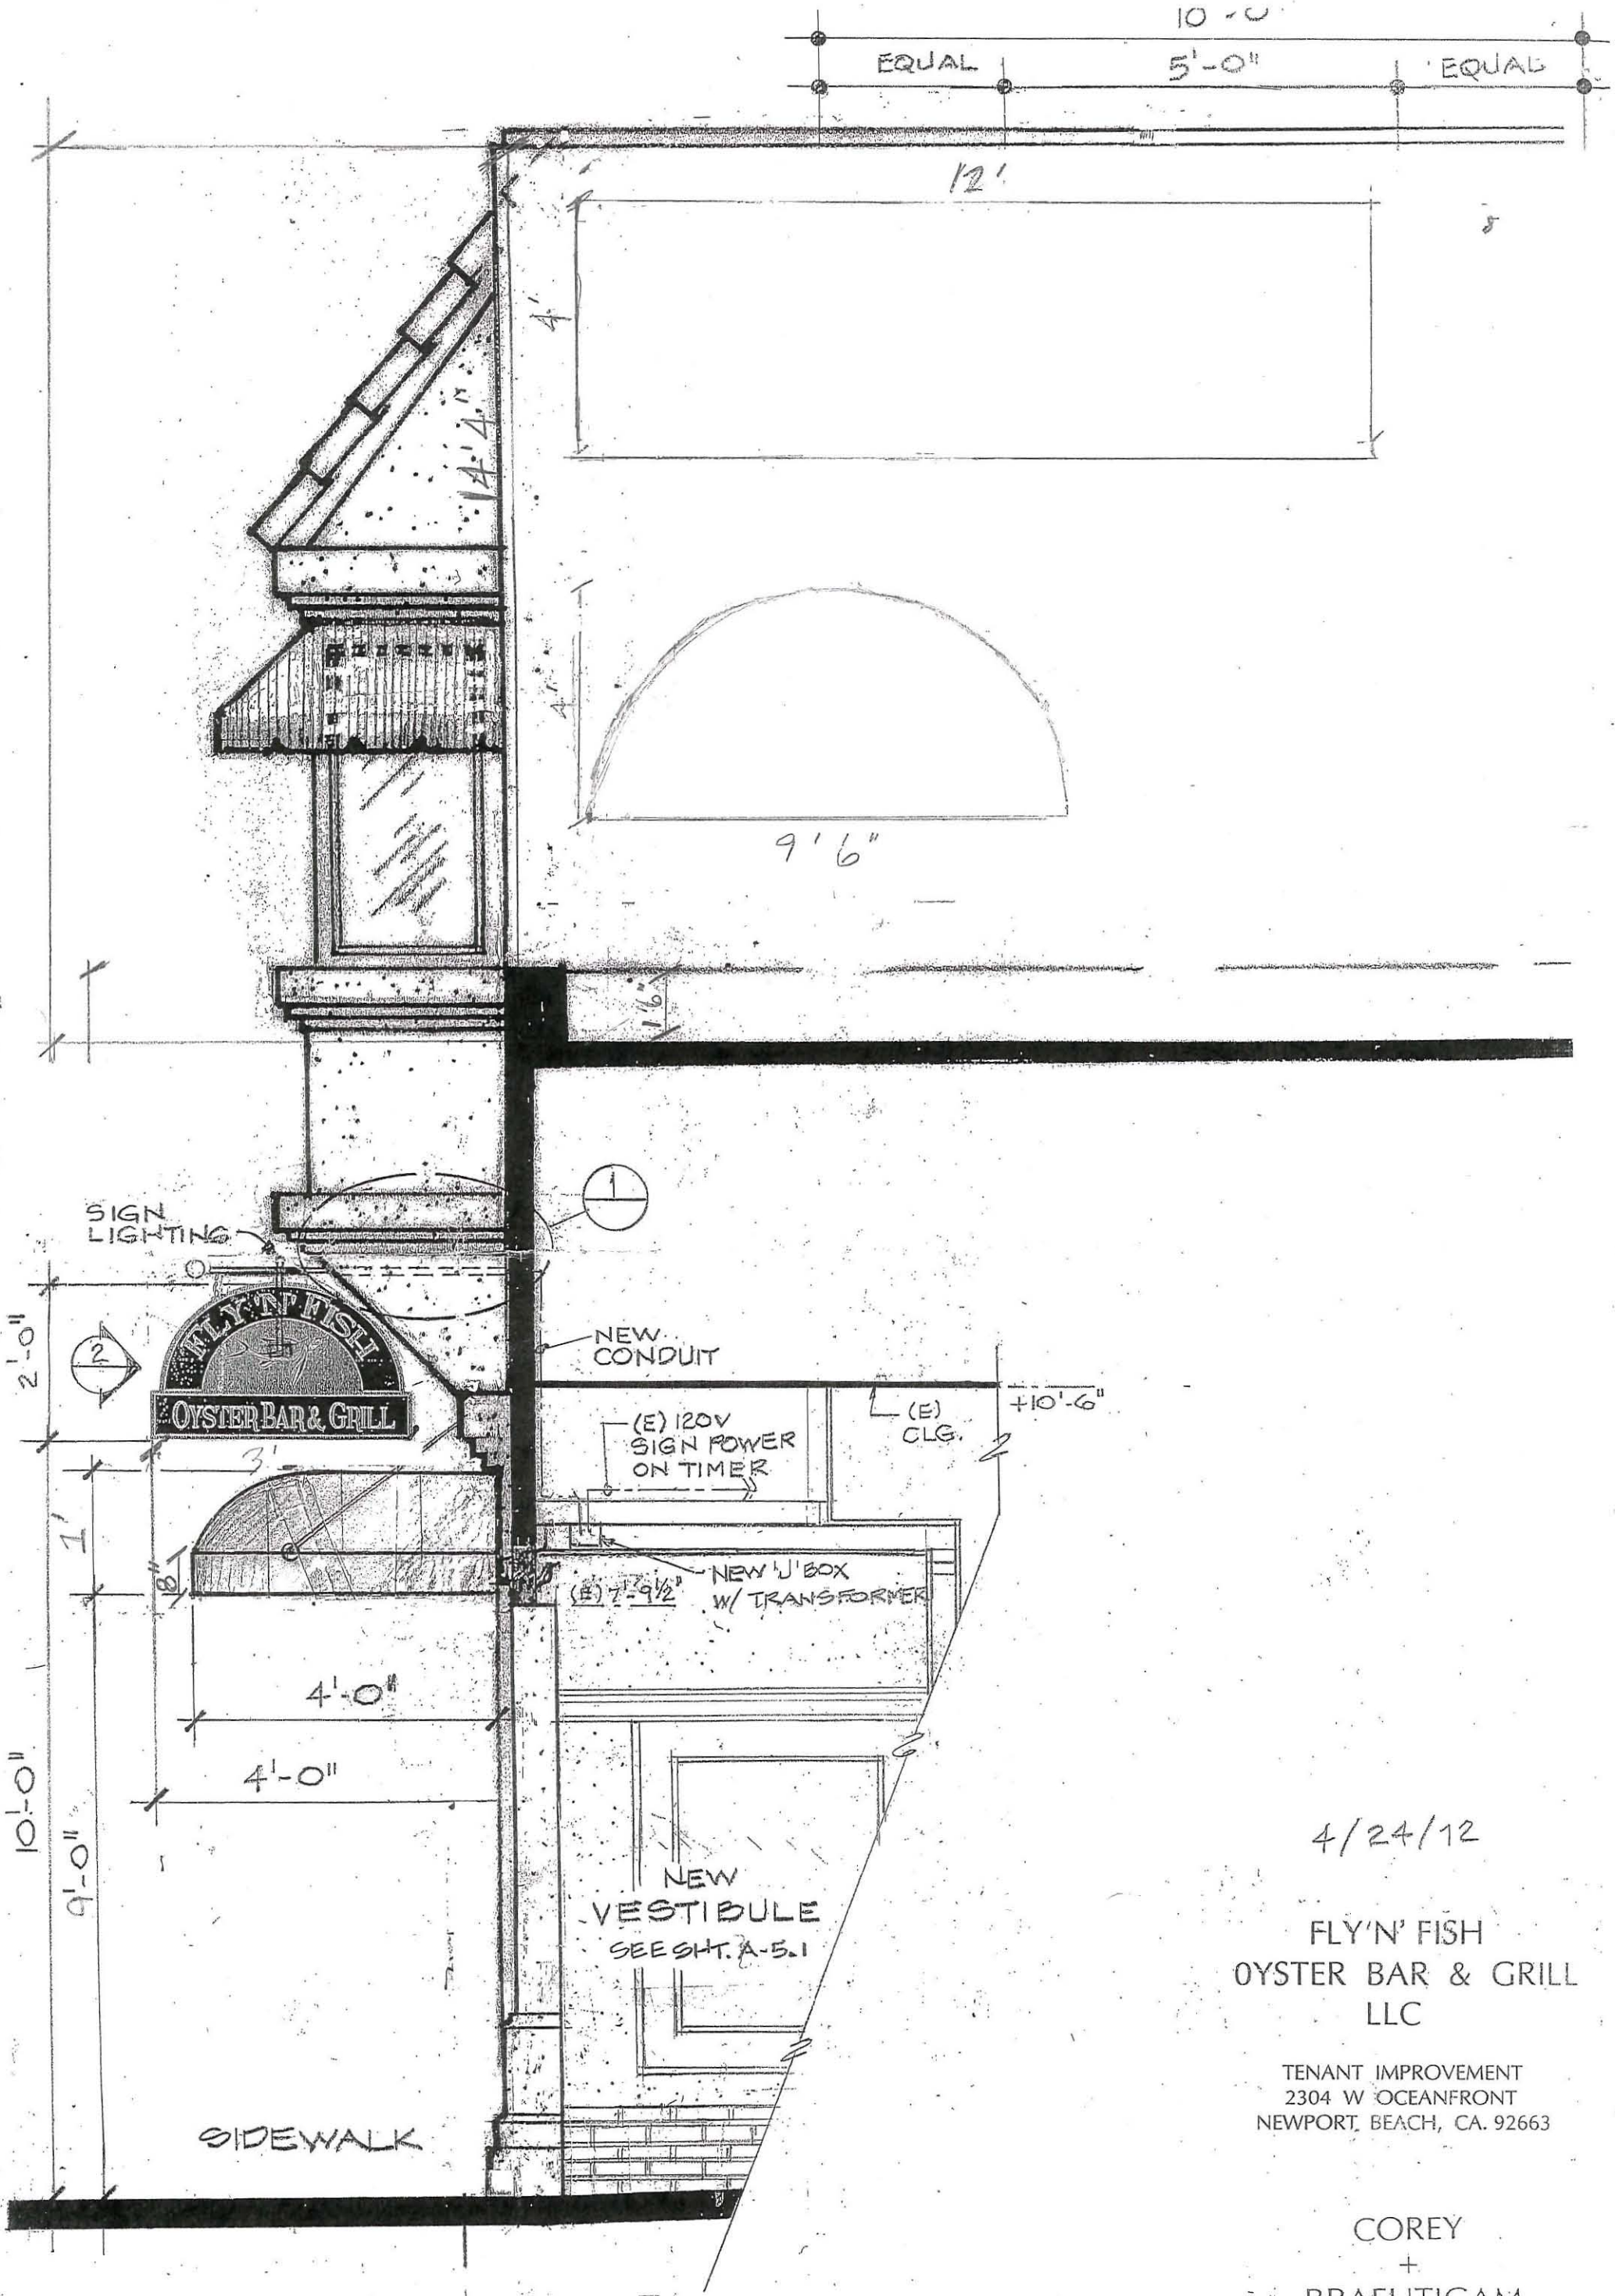 10'-0"
EQUAL
5'-0"
EQUAL
12'
8
4'
14'4"
4'
9'6"
1'6"
1
SIGN
LIGHTING
2'-0"
2
FLY 'N' FISH
OYSTER BAR & GRILL
NEW
CONDUIT
+10'-6"
(E)
CLG.
(E) 120V
SIGN POWER
ON TIMER
3'
1'
8"
NEW 'J' BOX
W/ TRANSFORMER
(E) 7'-9½"
4'-0"
4'-0"
10'-0"
9'-0"
NEW
VESTIBULE
SEE SHT. A-5.1
SIDEWALK
4/24/12
FLY 'N' FISH
OYSTER BAR & GRILL
LLC
TENANT IMPROVEMENT
2304 W OCEANFRONT
NEWPORT BEACH, CA. 92663
COREY
+